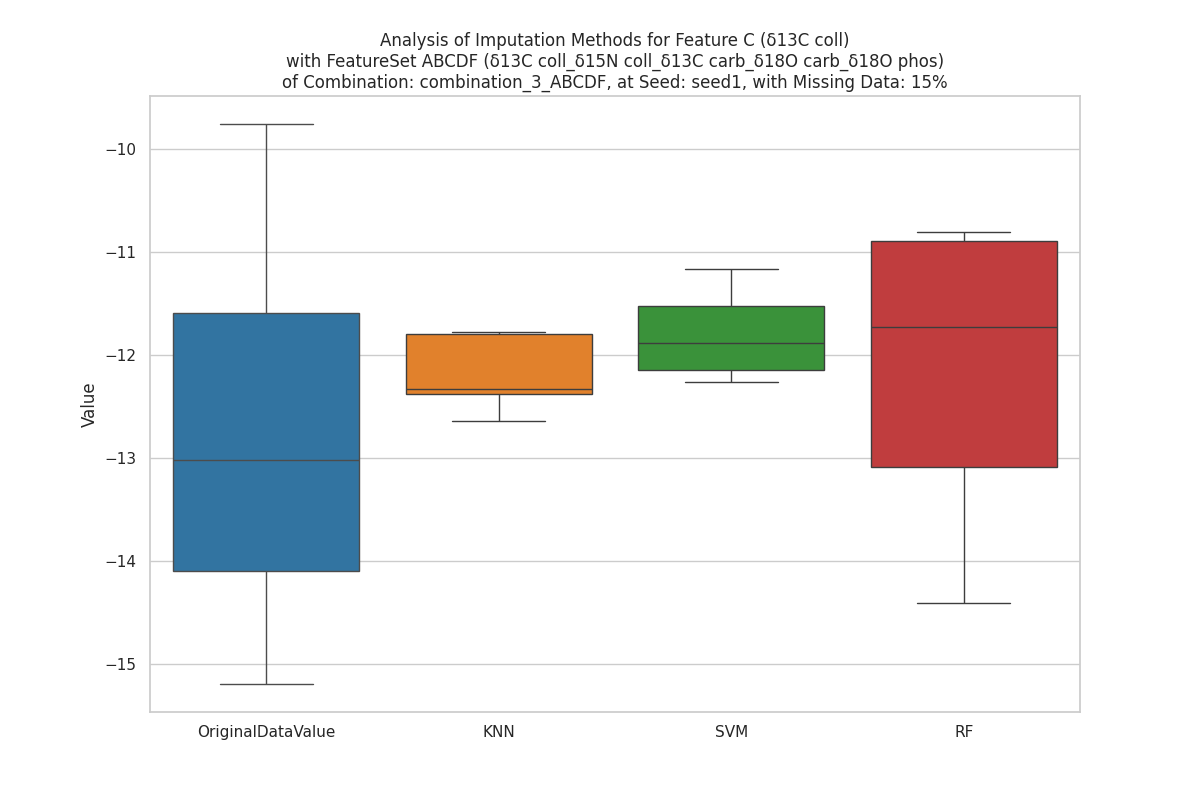 Analysis of Imputation Methods for Feature C (δ13C coll)
with FeatureSet ABCDF (δ13C coll_δ15N coll_δ13C carb_δ18O carb_δ18O phos)
of Combination: combination_3_ABCDF, at Seed: seed1, with Missing Data: 15%
−10
−11
−12
−13
−14
−15
Value
OriginalDataValue
KNN
SVM
RF